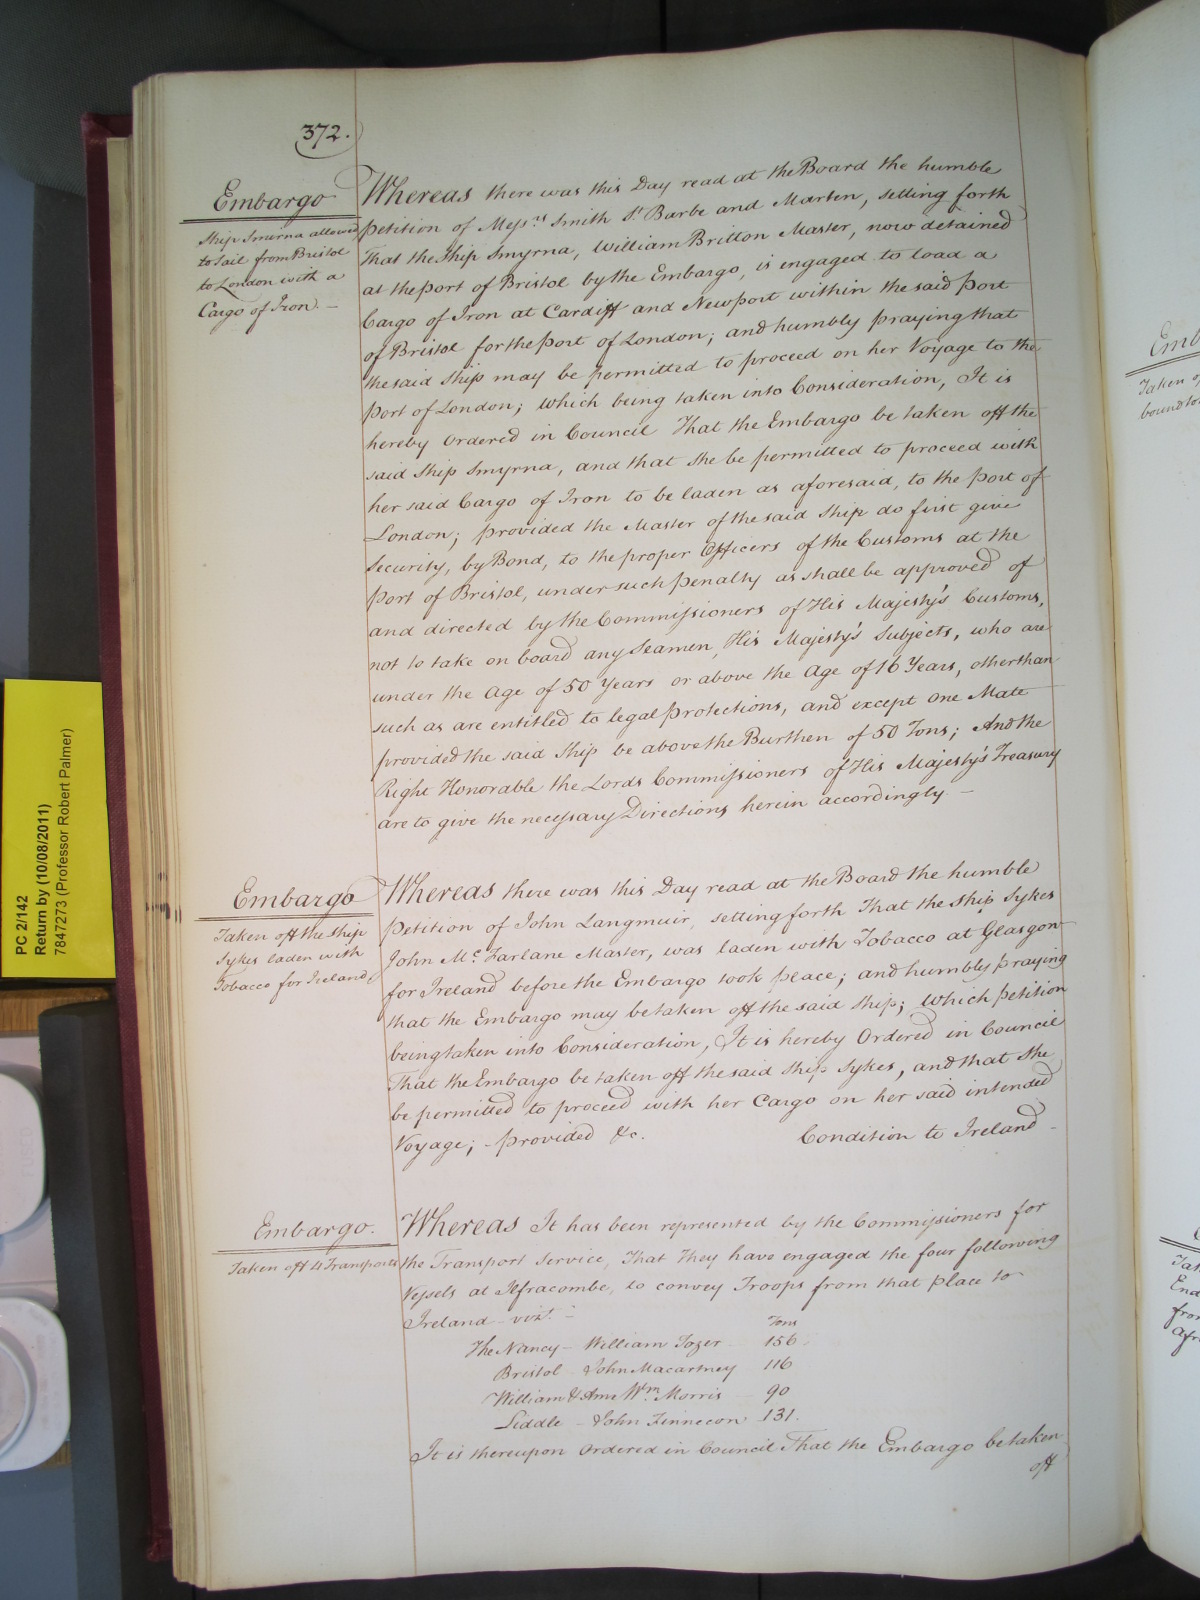 372.
Embargo
Ship Smirna allowed
to Sail from Bristol
to London with a
Cargo of Iron. —
Whereas there was this Day read at the Board the humble
petition of Messrs Smith St Barbe and Marten, setting forth
That the Ship Smyrna, William Britton Master, now detained
at the port of Bristol by the Embargo, is engaged to load a
Cargo of Iron at Cardiff and Newport within the said Port
of Bristol for the port of London; and humbly praying that
the said Ship may be permitted to proceed on her Voyage to the
port of London; which being taken into Consideration, It is
hereby Ordered in Council That the Embargo be taken off the
said Ship Smyrna, and that She be permitted to proceed with
her said Cargo of Iron to be laden as aforesaid, to the Port of
London; provided the Master of the said Ship do first give
Security, by Bond, to the proper Officers of the Customs at the
Port of Bristol, under such penalty as shall be approved of
and directed by the Commissioners of His Majesty's Customs,
not to take on board any Seamen, His Majesty's Subjects, who are
under the Age of 50 Years or above the Age of 16 Years, other than
such as are entitled to legal protections, and except One Mate
provided the said Ship be above the Burthen of 50 Tons; And the
Right Honorable the Lords Commissioners of His Majesty's Treasury
are to give the necessary Directions herein accordingly —
Embargo
Taken off the Ship
Sykes laden with
Tobacco for Ireland.
Whereas there was this Day read at the Board the humble
petition of John Langmuir, setting forth That the Ship Sykes
John Mc.Farlane Master, was laden with Tobacco at Glasgow
for Ireland before the Embargo took place; and humbly praying
that the Embargo may be taken off the said Ship; Which petition
being taken into Consideration, It is hereby Ordered in Council
That the Embargo be taken off the said Ship Sykes, and that She
be permitted to proceed with her Cargo on her said intended
Voyage; - provided &c. Condition to Ireland -
Embargo.
Taken off 4 Transports
Whereas It has been represented by the Commissioners for
the Transport Service, That They have engaged the four following
Vessels at Ilfracombe, to convey Troops from that place to
Ireland - vizt. -
Tons
The Nancy - William Tozer 156.
Bristol - John Macartney 116
William & Ame Wm. Morris 90
Liddle - John Finnecon 131.
It is thereupon Ordered in Council That the Embargo be taken
off
PC 2/142
Return by (10/08/2011)
7847273 (Professor Robert Palmer)
Emb
Taken o
bound to